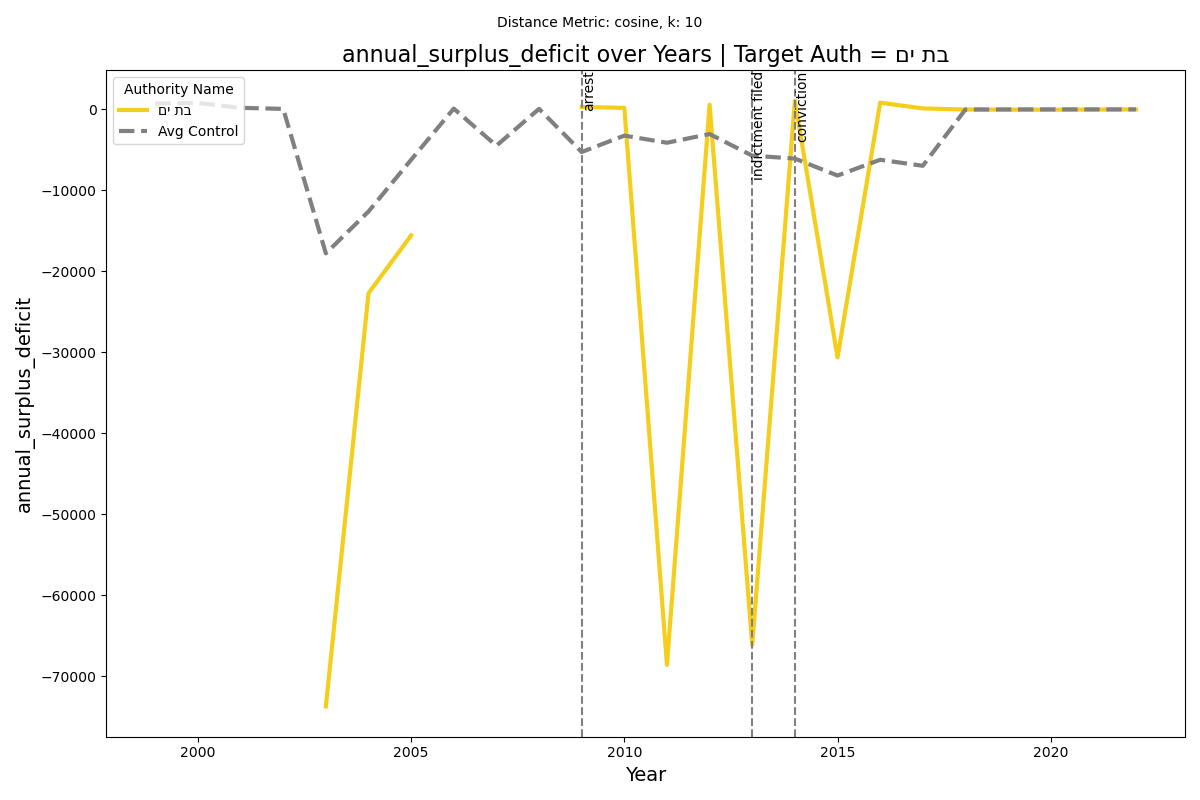 Distance Metric: cosine, k: 10
annual_surplus_deficit over Years | Target Auth = בת ים
Authority Name
בת ים
Avg Control
arrest
indictment filed
conviction
annual_surplus_deficit
0
−10000
−20000
−30000
−40000
−50000
−60000
−70000
2000 2005 2010 2015 2020
Year